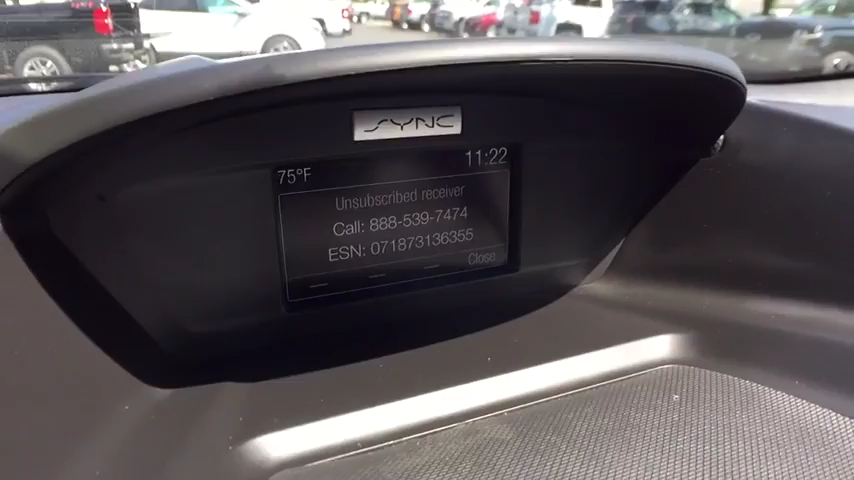 SYNC
75°F 11:22
Unsubscribed receiver
Call: 888-539-7474
ESN: 071873136355
Close